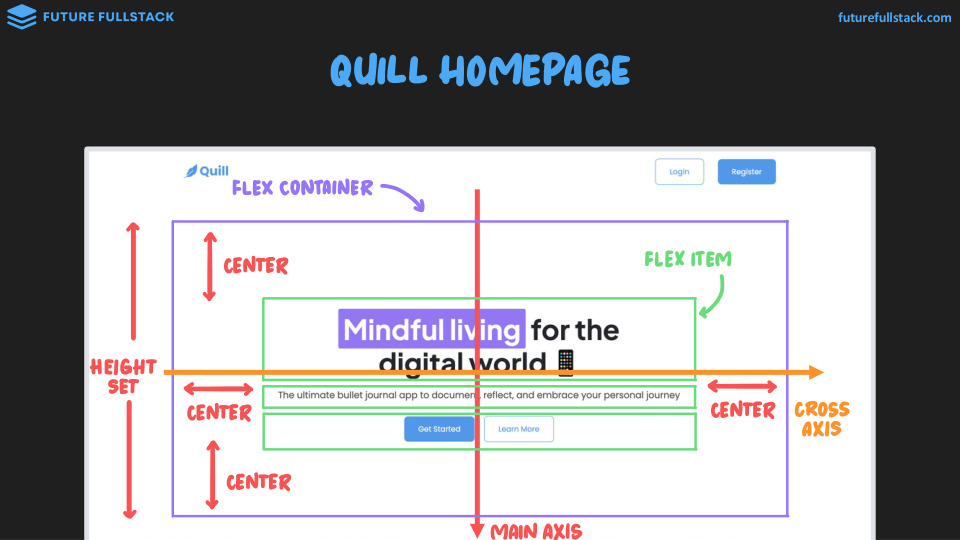 FUTURE FULLSTACK
futurefullstack.com
QUILL HOMEPAGE
Quill
Login
Register
FLEX CONTAINER
CENTER
FLEX ITEM
Mindful living for the
digital world
HEIGHT
SET
The ultimate bullet journal app to document, reflect, and embrace your personal journey
CENTER
CENTER
CROSS
AXIS
Get Started
Learn More
CENTER
MAIN AXIS